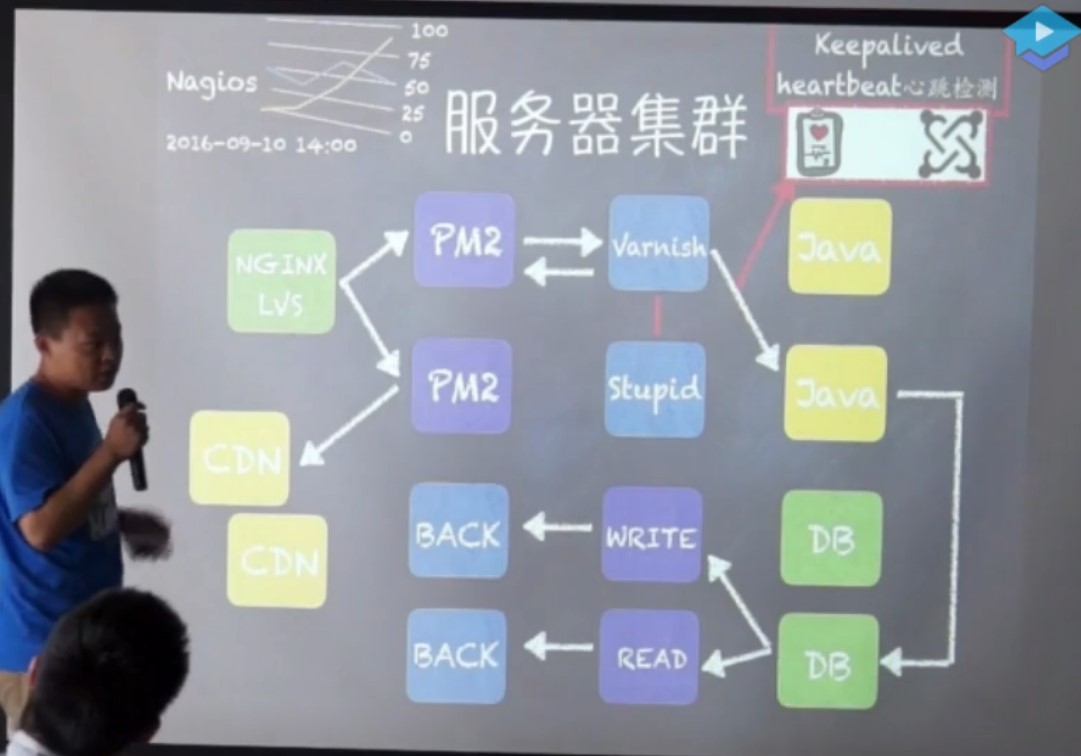 100
75
Nagios
50
25
0
2016-09-10 14:00
服务器集群
Keepalived
heartbeat心跳检测
NGINX
LVS
PM2
Varnish
Java
PM2
Stupid
Java
CDN
CDN
BACK
WRITE
DB
BACK
READ
DB